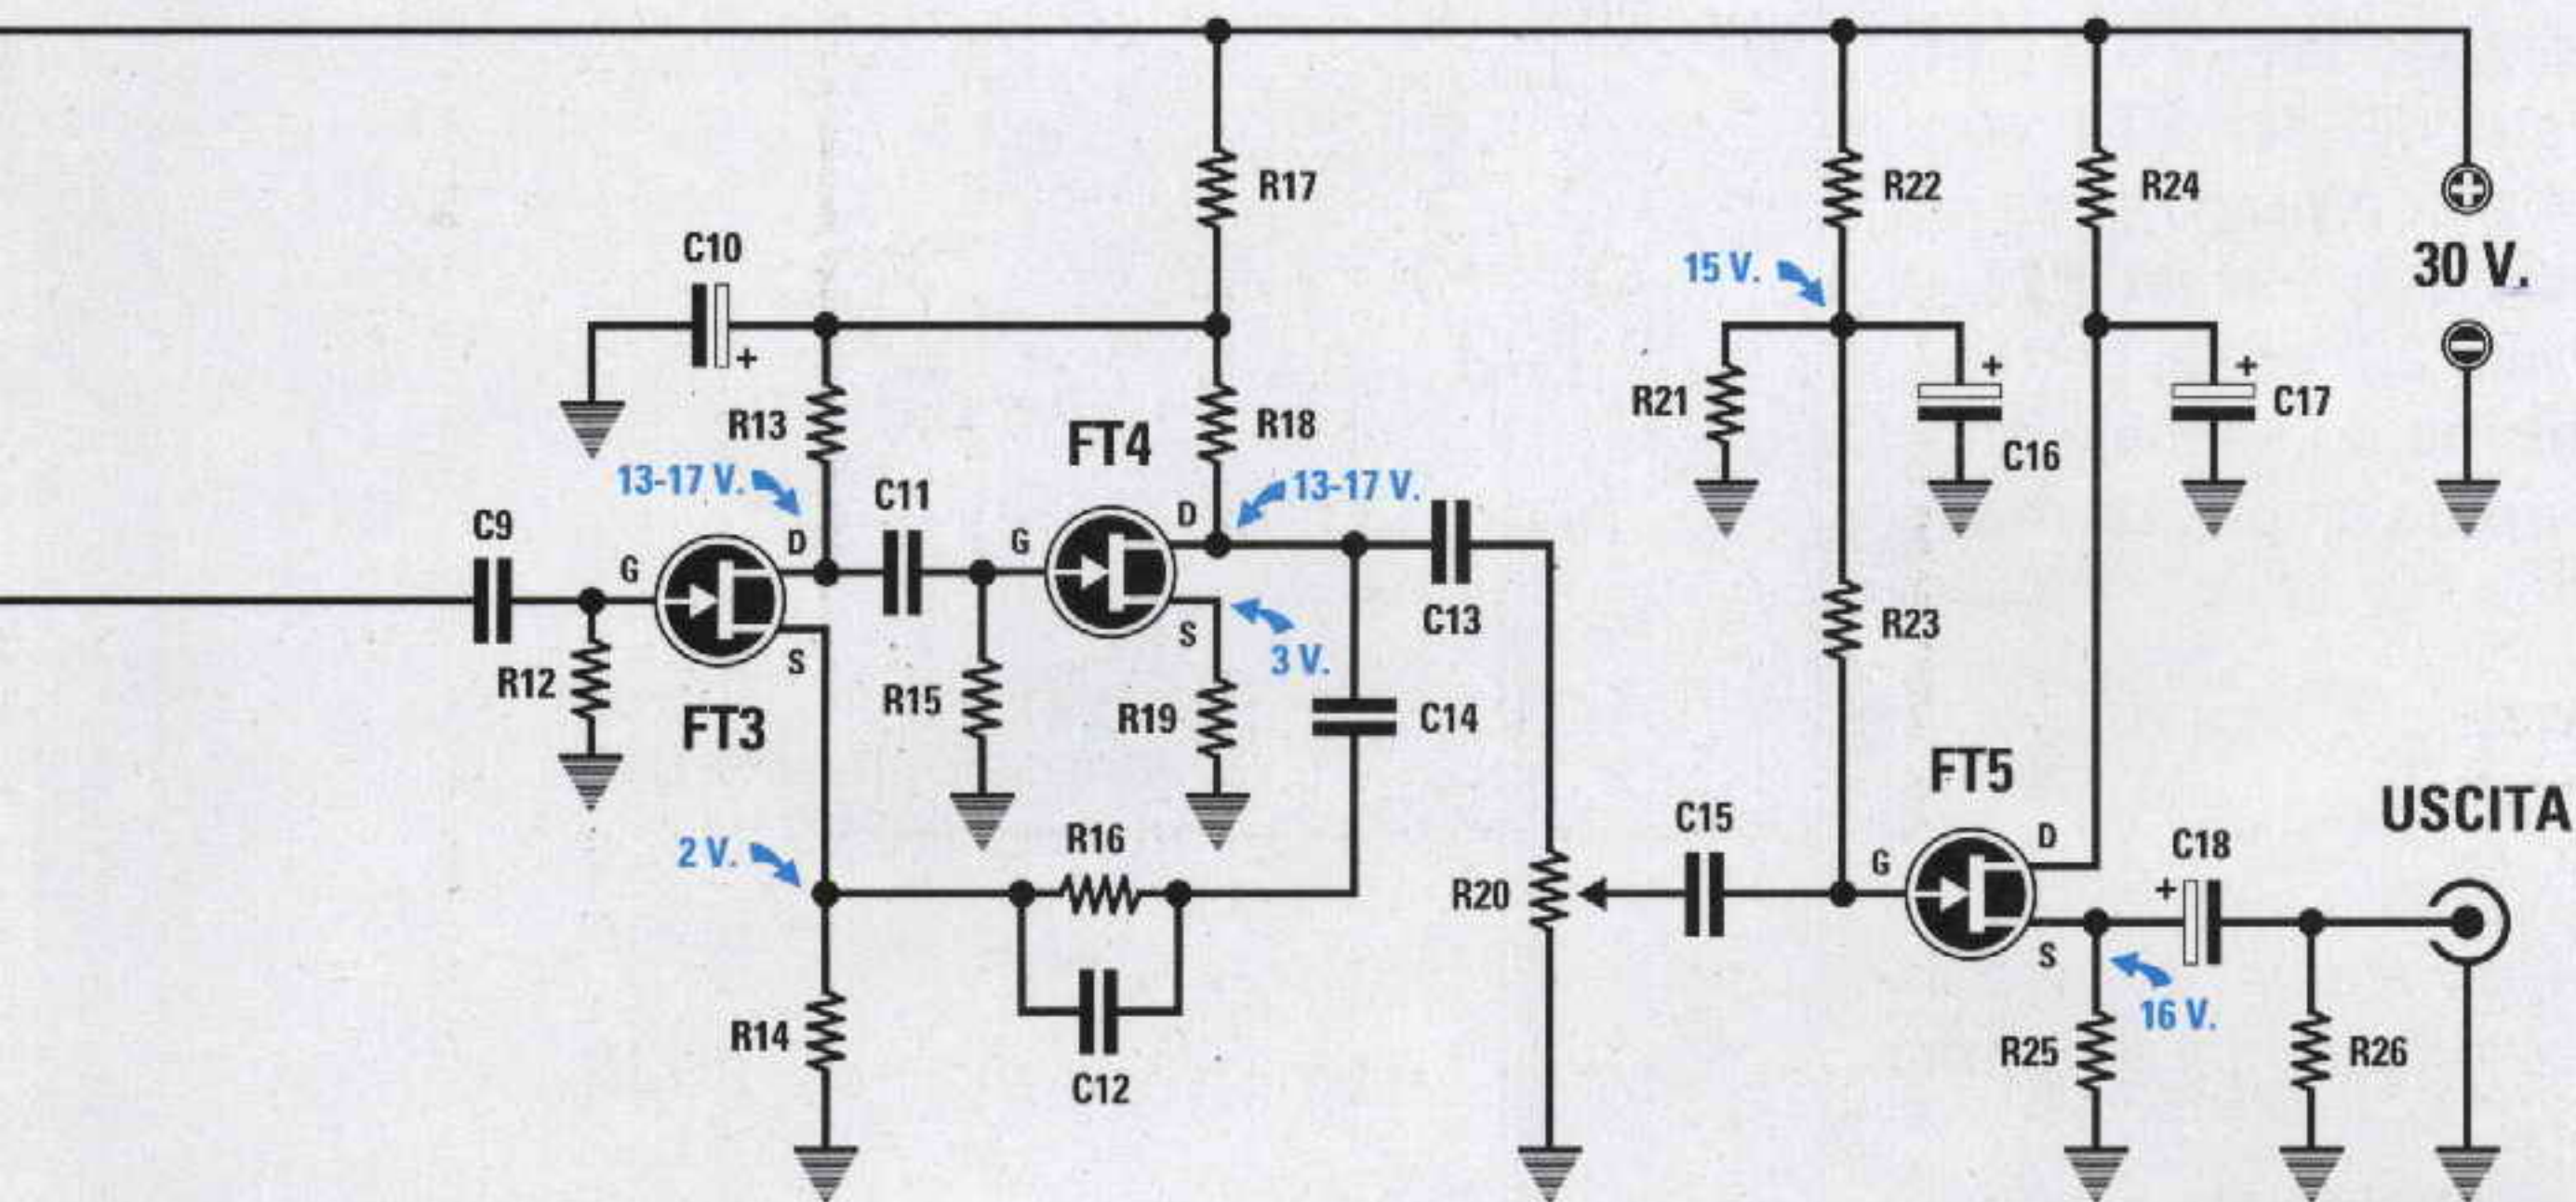 R17
R22
R24
C10
15 V.
30 V.
+
+
+
R13
FT4
R18
R21
C17
C16
13-17 V.
C11
13-17 V.
C9
D
D
G
G
S
C13
R23
R12
S
3 V.
FT3
R15
R19
C14
FT5
USCITA
2 V.
R16
C15
D
C18
G
+
R20
S
16 V.
R14
R25
R26
C12